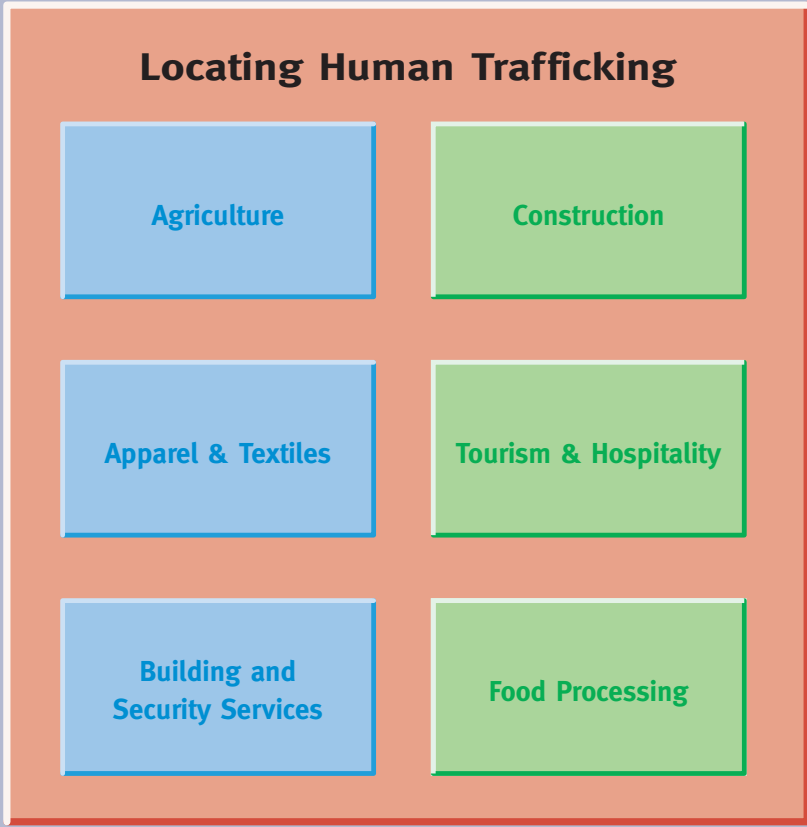 Locating Human Trafficking
Agriculture
Construction
Apparel & Textiles
Tourism & Hospitality
Building and
Security Services
Food Processing